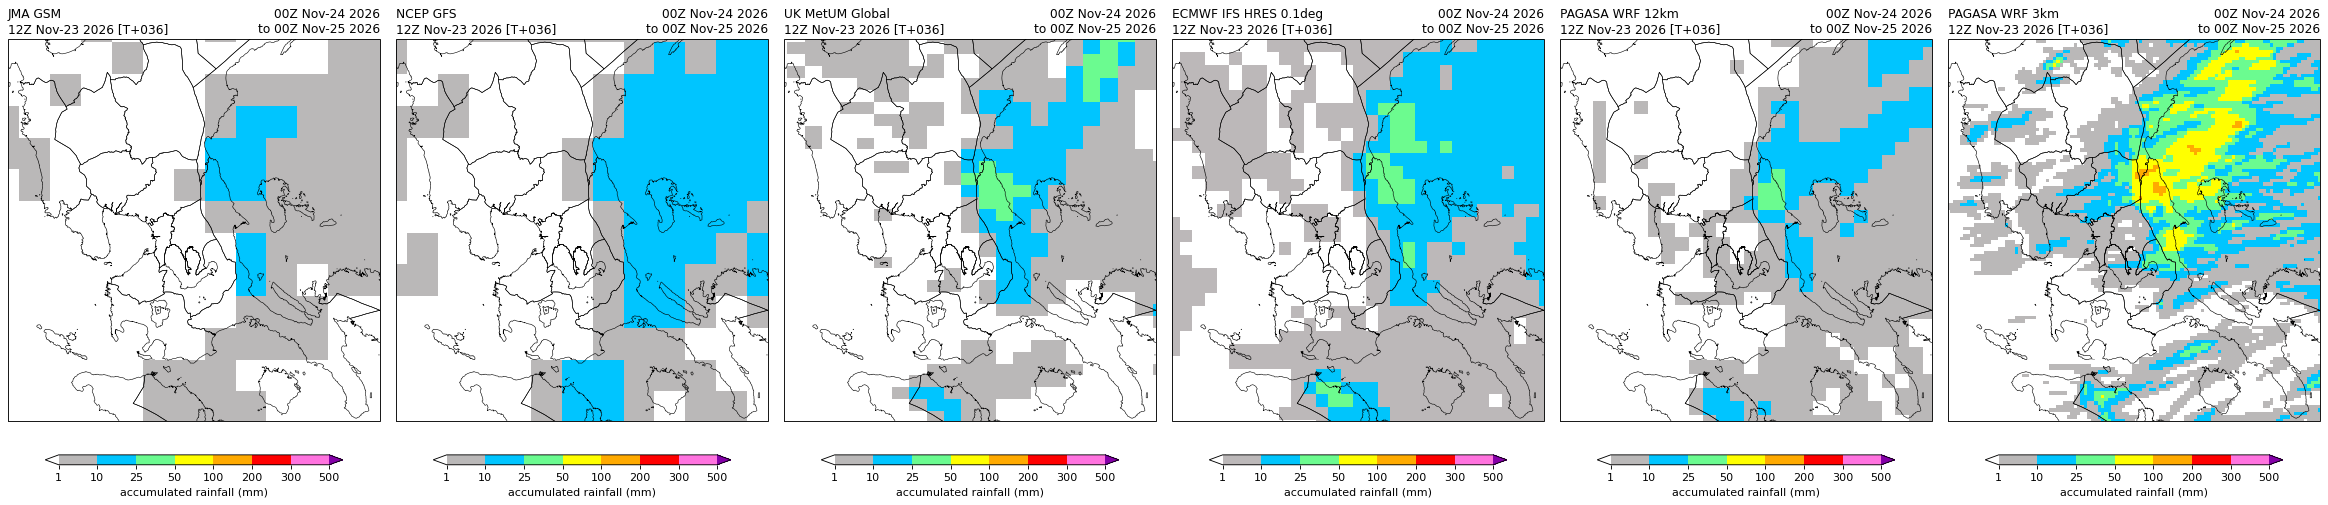 JMA GSM
00Z Nov-24 2026
12Z Nov-23 2026 [T+036]
to 00Z Nov-25 2026
1 10 25 50 100 200 300 500
accumulated rainfall (mm)
NCEP GFS
00Z Nov-24 2026
12Z Nov-23 2026 [T+036]
to 00Z Nov-25 2026
1 10 25 50 100 200 300 500
accumulated rainfall (mm)
UK MetUM Global
00Z Nov-24 2026
12Z Nov-23 2026 [T+036]
to 00Z Nov-25 2026
1 10 25 50 100 200 300 500
accumulated rainfall (mm)
ECMWF IFS HRES 0.1deg
00Z Nov-24 2026
12Z Nov-23 2026 [T+036]
to 00Z Nov-25 2026
1 10 25 50 100 200 300 500
accumulated rainfall (mm)
PAGASA WRF 12km
00Z Nov-24 2026
12Z Nov-23 2026 [T+036]
to 00Z Nov-25 2026
1 10 25 50 100 200 300 500
accumulated rainfall (mm)
PAGASA WRF 3km
00Z Nov-24 2026
12Z Nov-23 2026 [T+036]
to 00Z Nov-25 2026
1 10 25 50 100 200 300 500
accumulated rainfall (mm)